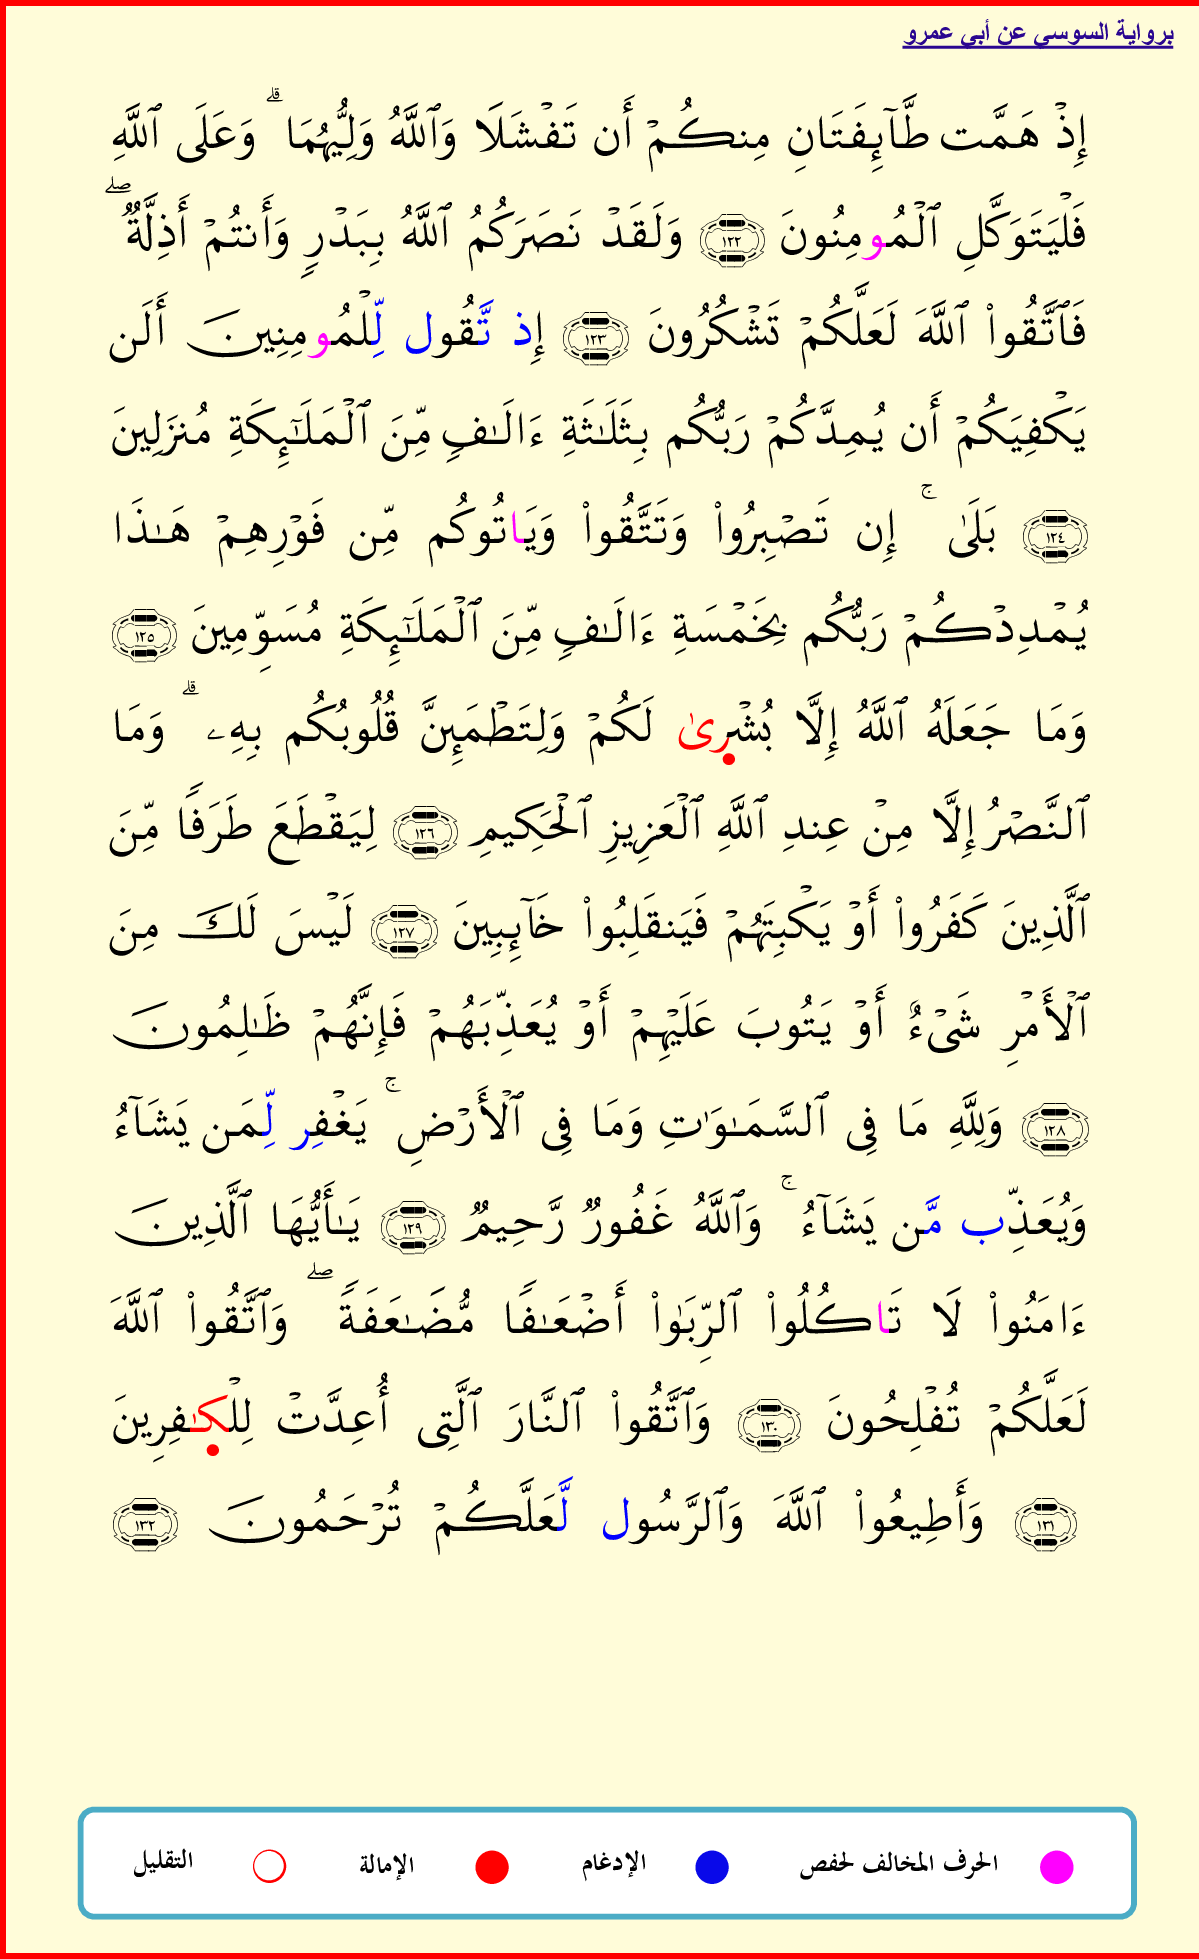 برواية السوسي عن أبي عمرو
إِذۡ هَمَّت طَّآئِفَتَانِ مِنكُمۡ أَن تَفۡشَلَا وَٱللَّهُ وَلِيُّهُمَاۗ وَعَلَى ٱللَّهِ
فَلۡيَتَوَكَّلِ ٱلۡمُومِنُونَ ١٢٢ وَلَقَدۡ نَصَرَكُمُ ٱللَّهُ بِبَدۡرٍ وَأَنتُمۡ أَذِلَّةٌۖ
فَٱتَّقُوا۟ ٱللَّهَ لَعَلَّكُمۡ تَشۡكُرُونَ ١٢٣ إِذ تَّقُول لِّلۡمُومِنِينَ أَلَن
يَكۡفِيَكُمۡ أَن يُمِدَّكُمۡ رَبُّكُم بِثَلَـٰثَةِ ءَالَـٰفٍ مِّنَ ٱلۡمَلَـٰٓئِكَةِ مُنزَلِينَ
١٢٤ بَلَىٰۚ إِن تَصۡبِرُوا۟ وَتَتَّقُوا۟ وَيَاتُوكُم مِّن فَوۡرِهِمۡ هَـٰذَا
يُمۡدِدۡكُمۡ رَبُّكُم بِخَمۡسَةِ ءَالَـٰفٍ مِّنَ ٱلۡمَلَـٰٓئِكَةِ مُسَوِّمِينَ ١٢٥
وَمَا جَعَلَهُ ٱللَّهُ إِلَّا بُشۡرِىٰ لَكُمۡ وَلِتَطۡمَئِنَّ قُلُوبُكُم بِهِۦۗ وَمَا
ٱلنَّصۡرُ إِلَّا مِنۡ عِندِ ٱللَّهِ ٱلۡعَزِيزِ ٱلۡحَكِيمِ ١٢٦ لِيَقۡطَعَ طَرَفًا مِّنَ
ٱلَّذِينَ كَفَرُوا۟ أَوۡ يَكۡبِتَهُمۡ فَيَنقَلِبُوا۟ خَآئِبِينَ ١٢٧ لَيۡسَ لَكَ مِنَ
ٱلۡأَمۡرِ شَىۡءٌ أَوۡ يَتُوبَ عَلَيۡهِمۡ أَوۡ يُعَذِّبَهُمۡ فَإِنَّهُمۡ ظَـٰلِمُونَ
١٢٨ وَلِلَّهِ مَا فِى ٱلسَّمَـٰوَٰتِ وَمَا فِى ٱلۡأَرۡضِۚ يَغۡفِر لِّمَن يَشَآءُ
وَيُعَذِّب مَّن يَشَآءُۚ وَٱللَّهُ غَفُورٌ رَّحِيمٌ ١٢٩ يَـٰٓأَيُّهَا ٱلَّذِينَ
ءَامَنُوا۟ لَا تَاكُلُوا۟ ٱلرِّبَوٰا۟ أَضۡعَـٰفًا مُّضَـٰعَفَةًۖ وَٱتَّقُوا۟ ٱللَّهَ
لَعَلَّكُمۡ تُفۡلِحُونَ ١٣٠ وَٱتَّقُوا۟ ٱلنَّارَ ٱلَّتِى أُعِدَّتۡ لِلۡكَـٰفِرِينَ
١٣١ وَأَطِيعُوا۟ ٱللَّهَ وَٱلرَّسُول لَّعَلَّكُمۡ تُرۡحَمُونَ ١٣٢
الحرف المخالف لحفص الإدغام الإمالة التقليل